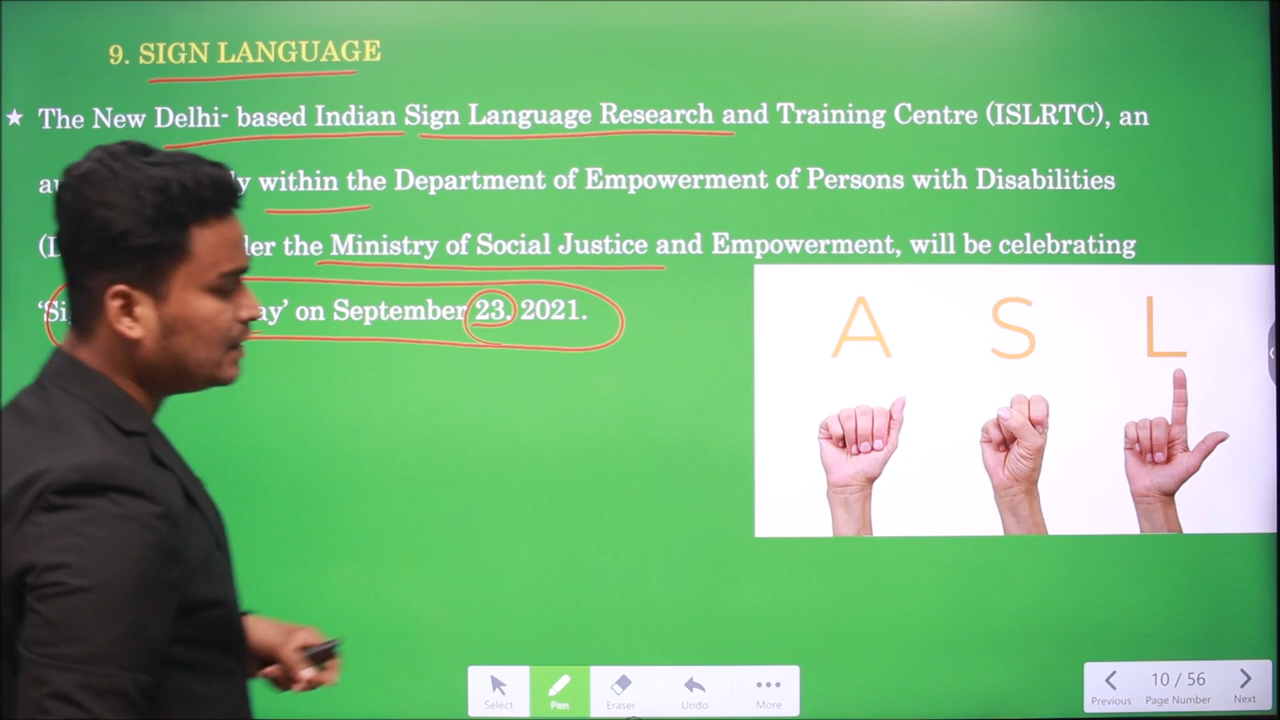 9. SIGN LANGUAGE
★ The New Delhi- based Indian Sign Language Research and Training Centre (ISLRTC), an
within the Department of Empowerment of Persons with Disabilities
the Ministry of Social Justice and Empowerment, will be celebrating
on September 23, 2021.
A S L
Select Pen Eraser Undo More
Previous 10 / 56 Page Number Next